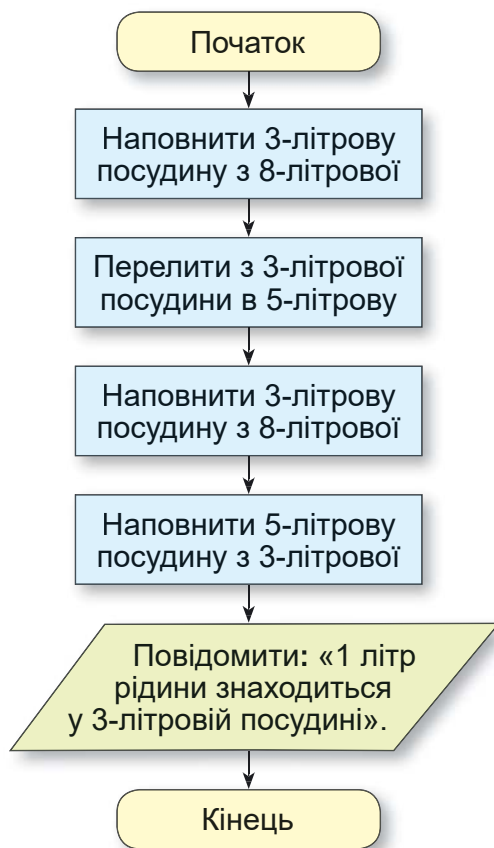 Початок
Наповнити 3-літрову
посудину з 8-літрової
Перелити з 3-літрової
посудини в 5-літрову
Наповнити 3-літрову
посудину з 8-літрової
Наповнити 5-літрову
посудину з 3-літрової
Повідомити: «1 літр
рідини знаходиться
у 3-літровій посудині».
Кінець